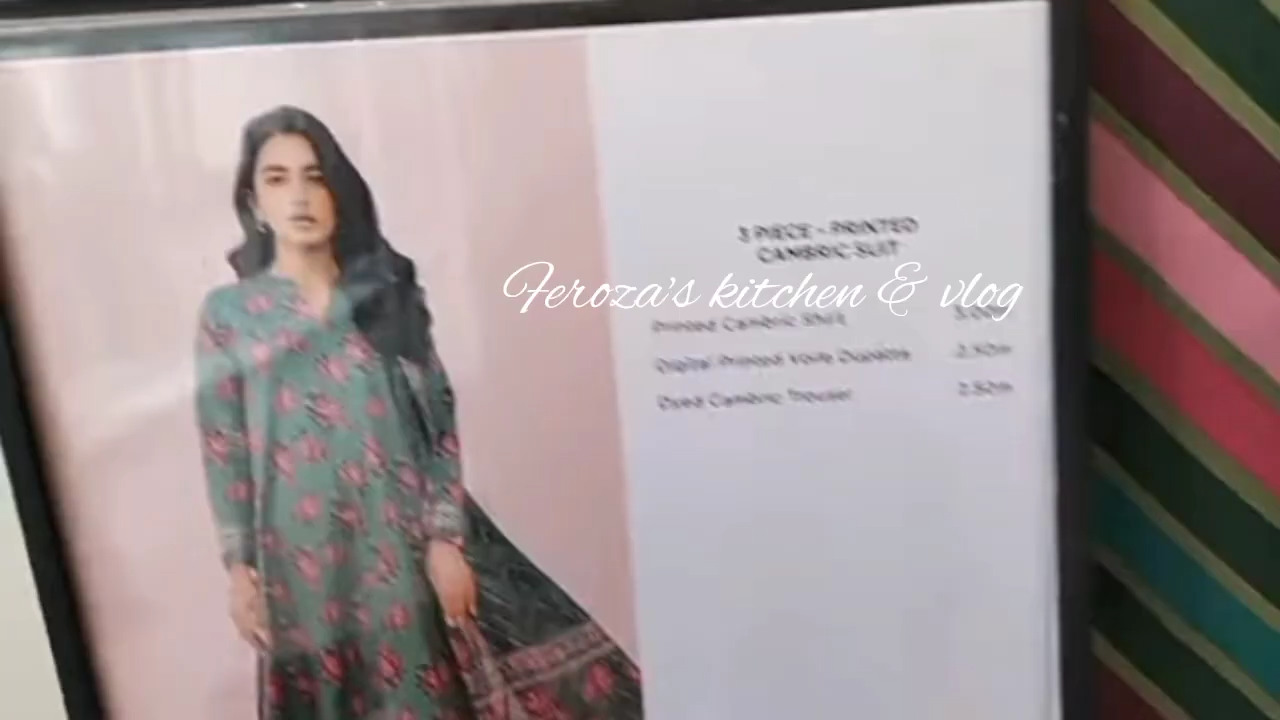 3 PIECE - PRINTED
CAMBRIC SUIT
Feroza's kitchen & vlog
Printed Cambric Shirt
Digital Printed Voile Dupatta 2.50m
Dyed Cambric Trouser 2.50m